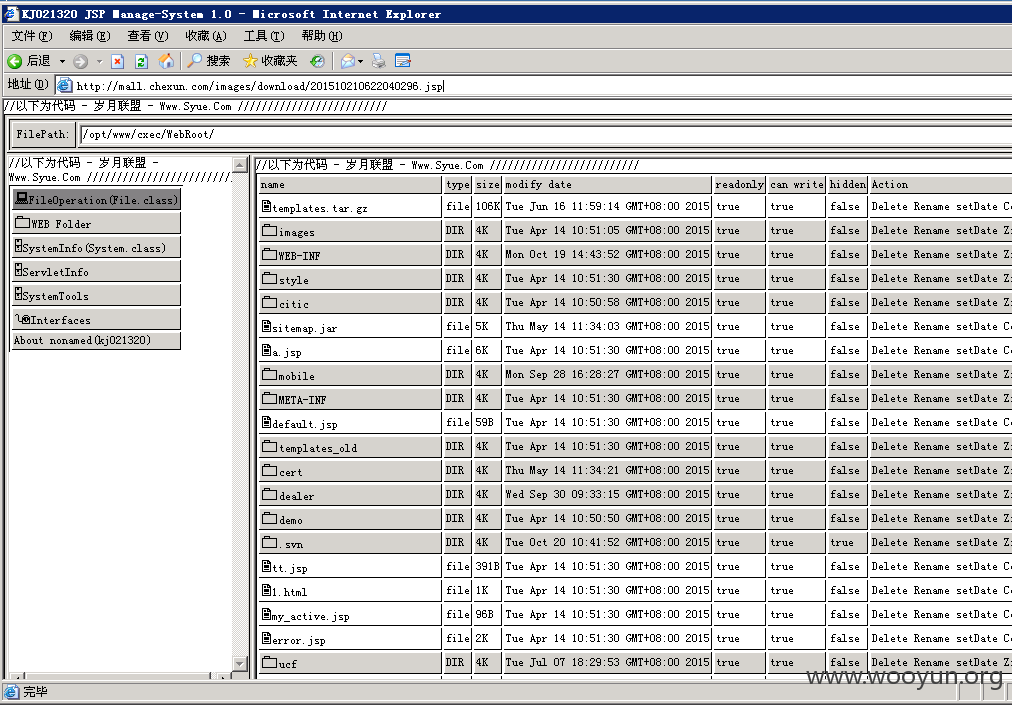 KJ021320 JSP Manage-System 1.0 - Microsoft Internet Explorer
文件(F) 编辑(E) 查看(V) 收藏(A) 工具(T) 帮助(H)
后退 搜索 收藏夹
地址(D) http://mall.chexun.com/images/download/201510210622040296.jsp
//以下为代码 - 岁月联盟 - Www.Syue.Com /////////////////////////
FilePath: /opt/www/cxec/WebRoot/
//以下为代码 - 岁月联盟 -
Www.Syue.Com /////////////////////////
FileOperation(File.class)
WEB Folder
SystemInfo(System.class)
ServletInfo
SystemTools
Interfaces
About nonamed(kj021320)
//以下为代码 - 岁月联盟 - Www.Syue.Com /////////////////////////
name type size modify date readonly can write hidden Action
templates.tar.gz file 106K Tue Jun 16 11:59:14 GMT+08:00 2015 true true false Delete Rename setDate C
images DIR 4K Tue Apr 14 10:51:05 GMT+08:00 2015 true true false Delete Rename setDate Z
WEB-INF DIR 4K Mon Oct 19 14:43:52 GMT+08:00 2015 true true false Delete Rename setDate Z
style DIR 4K Tue Apr 14 10:51:30 GMT+08:00 2015 true true false Delete Rename setDate Z
citic DIR 4K Tue Apr 14 10:50:58 GMT+08:00 2015 true true false Delete Rename setDate Z
sitemap.jar file 5K Thu May 14 11:34:03 GMT+08:00 2015 true true false Delete Rename setDate C
a.jsp file 6K Tue Apr 14 10:51:30 GMT+08:00 2015 true true false Delete Rename setDate C
mobile DIR 4K Mon Sep 28 16:28:27 GMT+08:00 2015 true true false Delete Rename setDate Z
META-INF DIR 4K Tue Apr 14 10:51:30 GMT+08:00 2015 true true false Delete Rename setDate Z
default.jsp file 59B Tue Apr 14 10:51:30 GMT+08:00 2015 true true false Delete Rename setDate C
templates_old DIR 4K Tue Apr 14 10:51:30 GMT+08:00 2015 true true false Delete Rename setDate Z
cert DIR 4K Thu May 14 11:34:21 GMT+08:00 2015 true true false Delete Rename setDate Z
dealer DIR 4K Wed Sep 30 09:33:15 GMT+08:00 2015 true true false Delete Rename setDate Z
demo DIR 4K Tue Apr 14 10:50:50 GMT+08:00 2015 true true false Delete Rename setDate Z
.svn DIR 4K Tue Oct 20 10:41:52 GMT+08:00 2015 true true true Delete Rename setDate Z
tt.jsp file 391B Tue Apr 14 10:51:30 GMT+08:00 2015 true true false Delete Rename setDate C
1.html file 1K Tue Apr 14 10:51:30 GMT+08:00 2015 true true false Delete Rename setDate C
my_active.jsp file 96B Tue Apr 14 10:51:30 GMT+08:00 2015 true true false Delete Rename setDate C
error.jsp file 2K Tue Apr 14 10:51:30 GMT+08:00 2015 true true false Delete Rename setDate C
ucf DIR 4K Tue Jul 07 18:29:53 GMT+08:00 2015 true true false Delete Rename setDate Z
www.wooyun.org
完毕